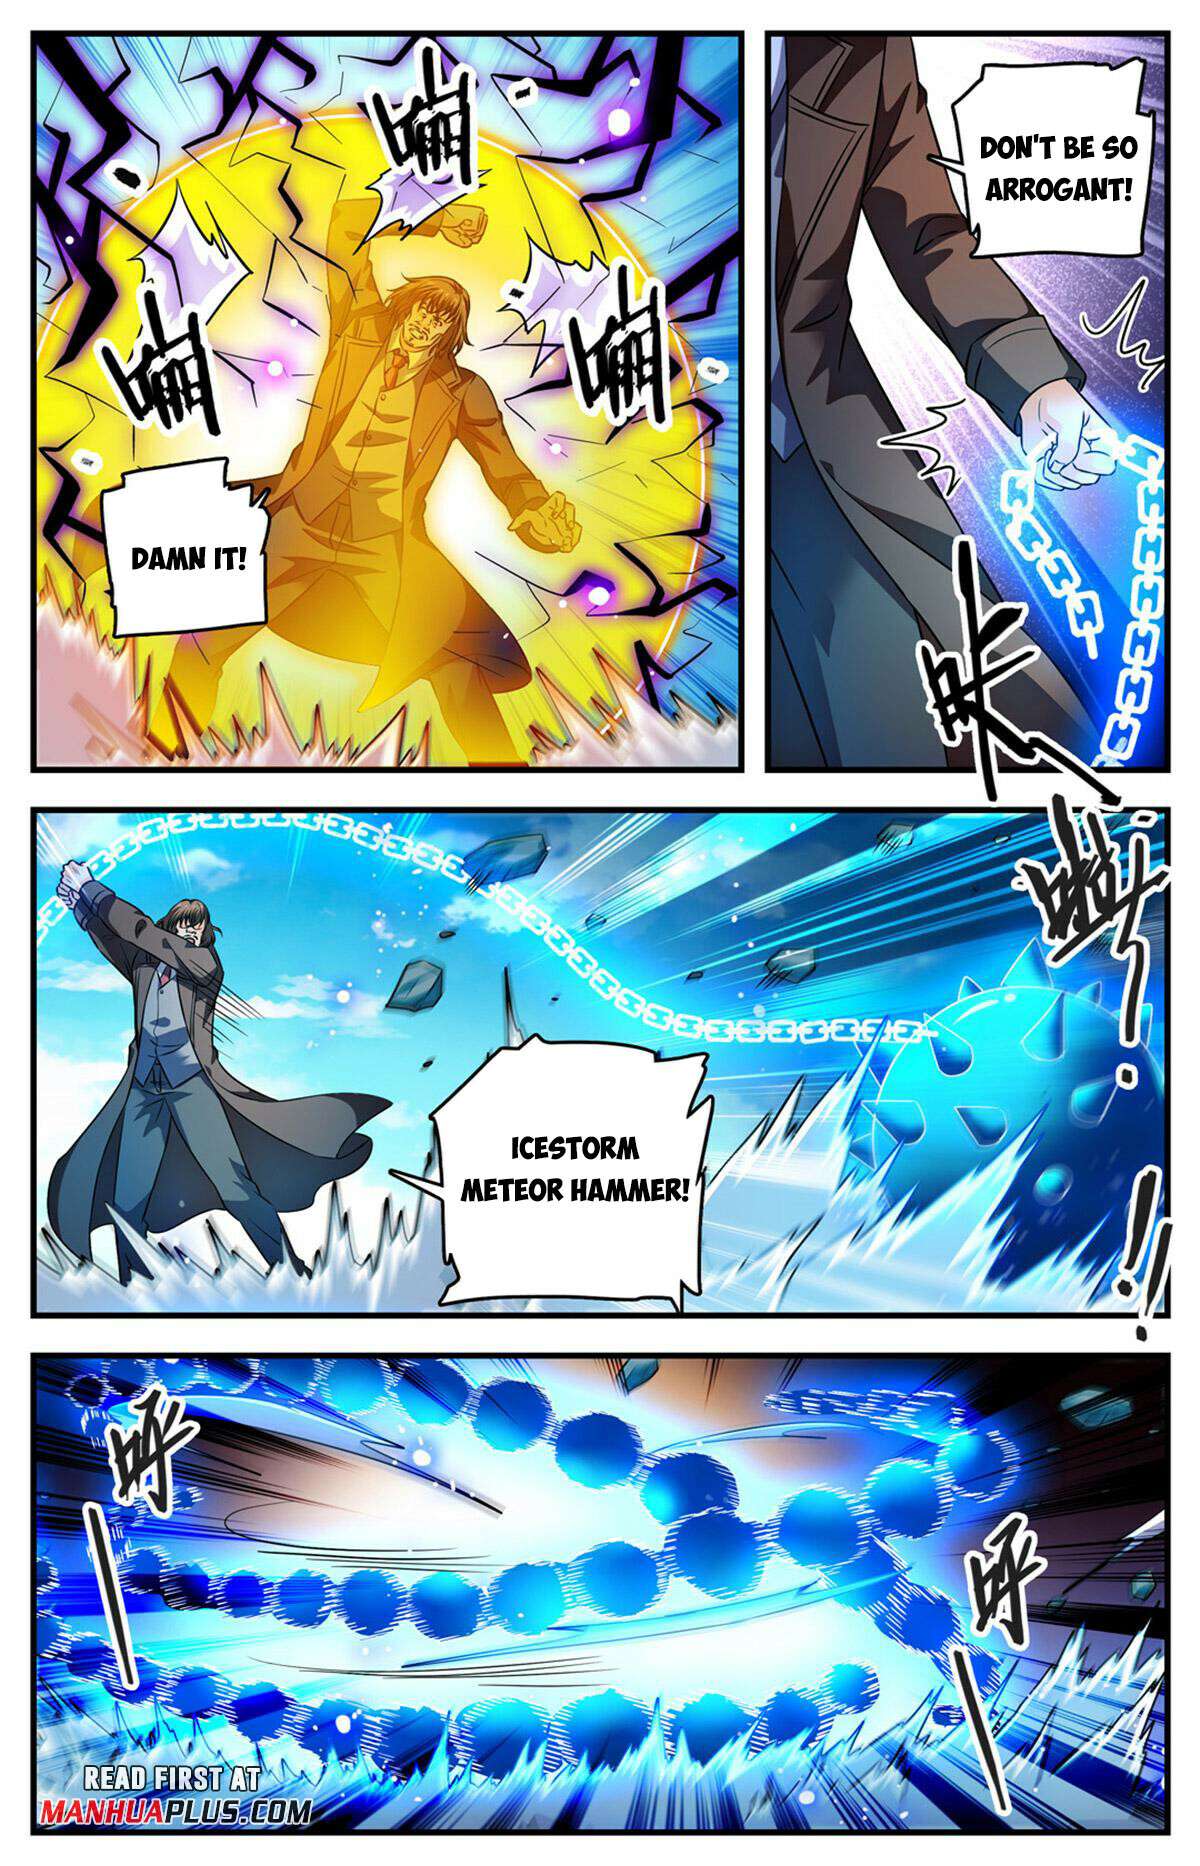 嘣
嘣
嘣
DAMN IT!
DON'T BE SO
ARROGANT!
ICESTORM
METEOR HAMMER!
呼
呼
READ FIRST AT
MANHUAPLUS.COM